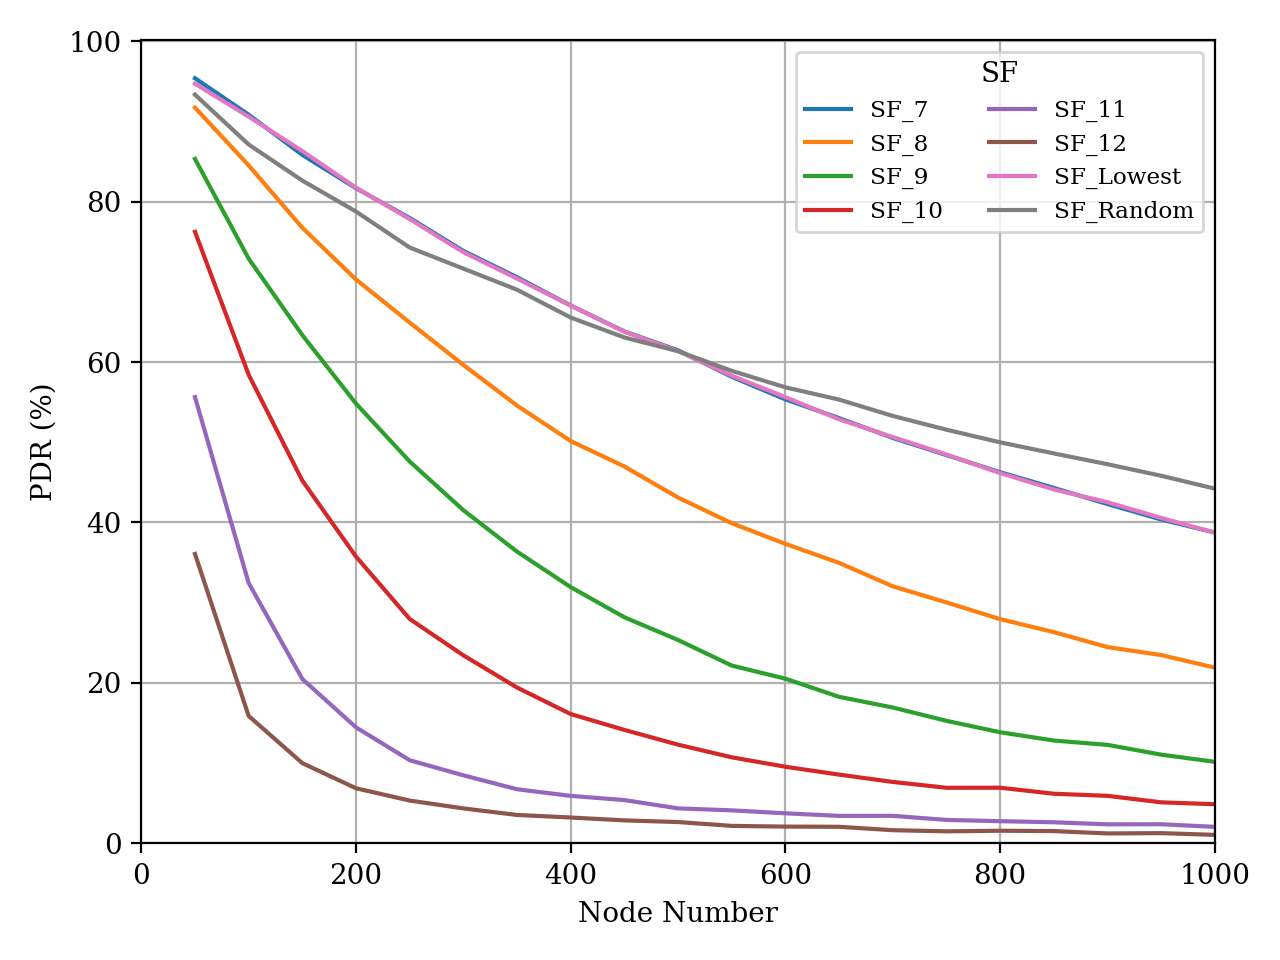 100
80
60
40
20
0
PDR (%)
0 200 400 600 800 1000
Node Number
SF
SF_7 SF_11
SF_8 SF_12
SF_9 SF_Lowest
SF_10 SF_Random